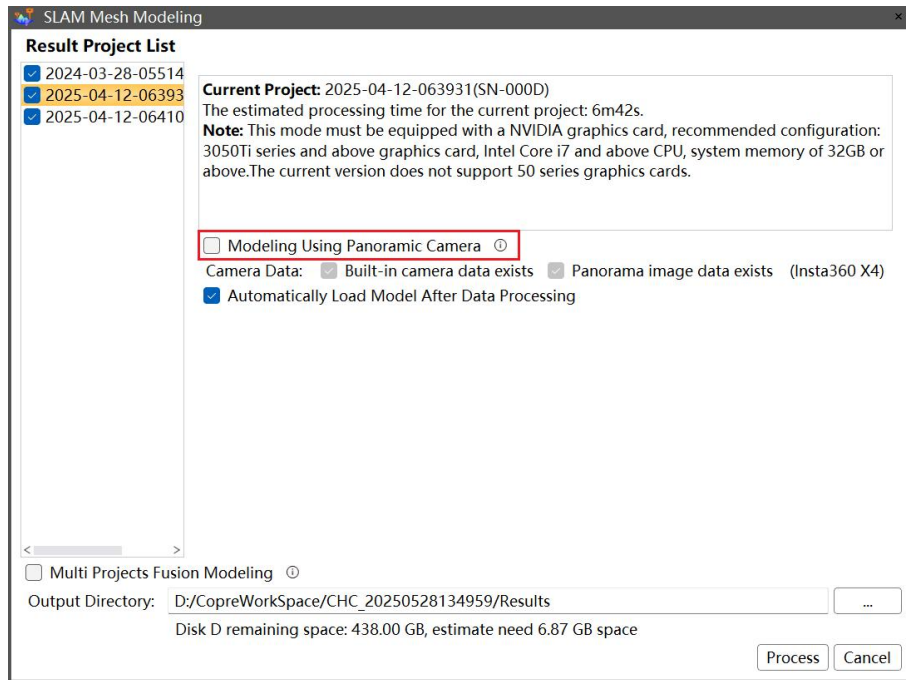 SLAM Mesh Modeling
Result Project List
2024-03-28-05514
2025-04-12-06393
2025-04-12-06410
Current Project: 2025-04-12-063931(SN-000D)
The estimated processing time for the current project: 6m42s.
Note: This mode must be equipped with a NVIDIA graphics card, recommended configuration:
3050Ti series and above graphics card, Intel Core i7 and above CPU, system memory of 32GB or
above.The current version does not support 50 series graphics cards.
Modeling Using Panoramic Camera
Camera Data: Built-in camera data exists Panorama image data exists (Insta360 X4)
Automatically Load Model After Data Processing
Multi Projects Fusion Modeling
Output Directory: D:/CopreWorkSpace/CHC_20250528134959/Results ...
Disk D remaining space: 438.00 GB, estimate need 6.87 GB space
Process Cancel